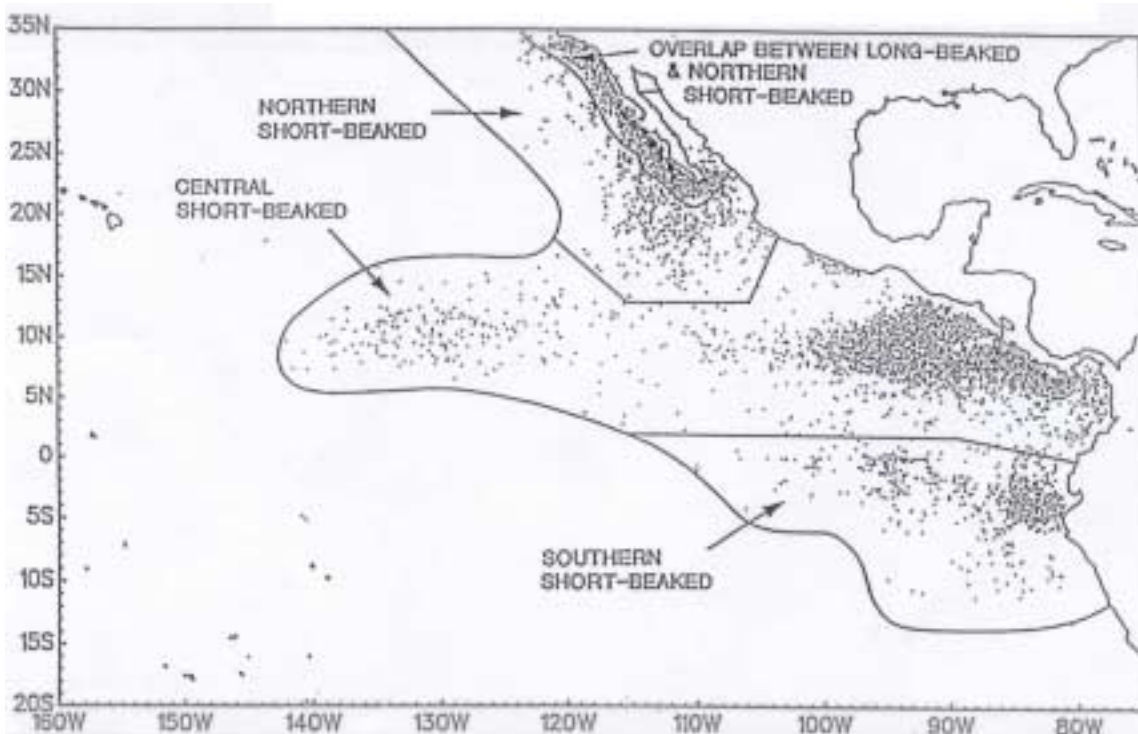 35N
30N
25N
20N
15N
10N
5N
0
5S
10S
15S
20S
160W 150W 140W 130W 120W 110W 100W 90W 80W
OVERLAP BETWEEN LONG-BEAKED
& NORTHERN
SHORT-BEAKED
NORTHERN
SHORT-BEAKED
CENTRAL
SHORT-BEAKED
SOUTHERN
SHORT-BEAKED